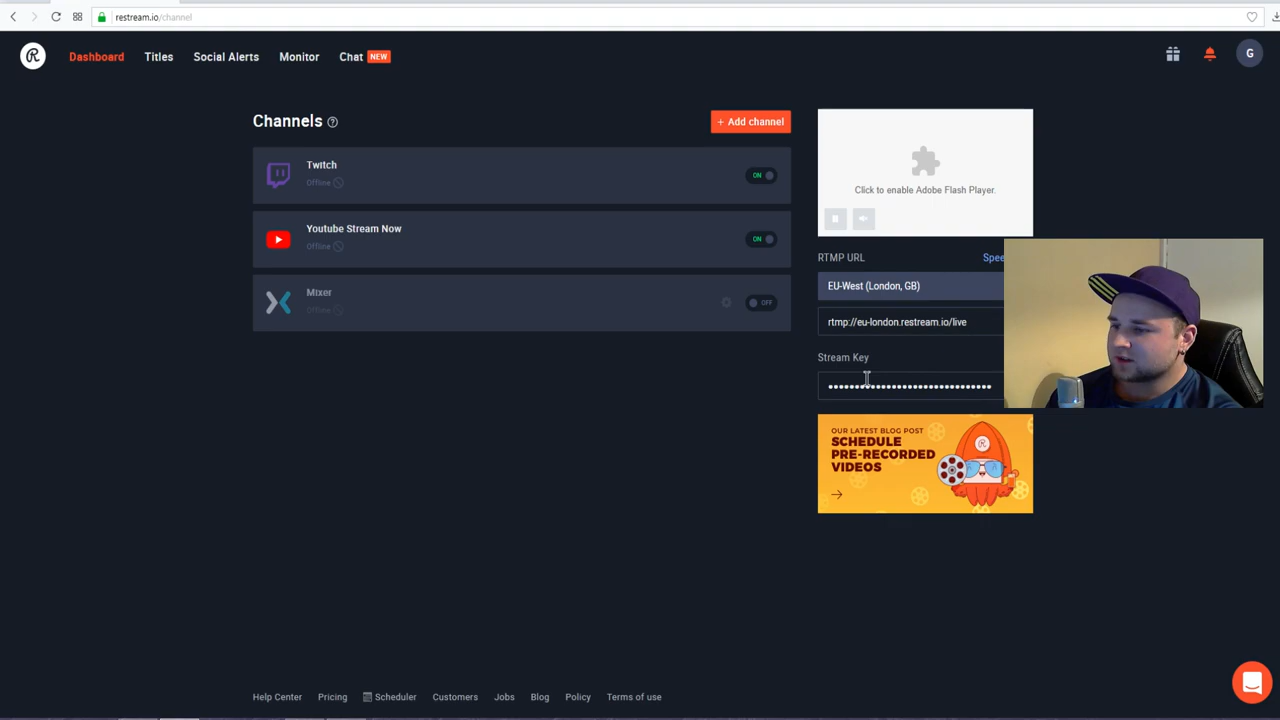 restream.io/channel
R
Dashboard
Titles
Social Alerts
Monitor
Chat
NEW
G
Channels ?
+ Add channel
Twitch
Offline
ON
Youtube Stream Now
Offline
ON
Mixer
Offline
OFF
Click to enable Adobe Flash Player.
RTMP URL
EU-West (London, GB)
rtmp://eu-london.restream.io/live
Stream Key
OUR LATEST BLOG POST
SCHEDULE
PRE-RECORDED
VIDEOS
Help Center
Pricing
Scheduler
Customers
Jobs
Blog
Policy
Terms of use